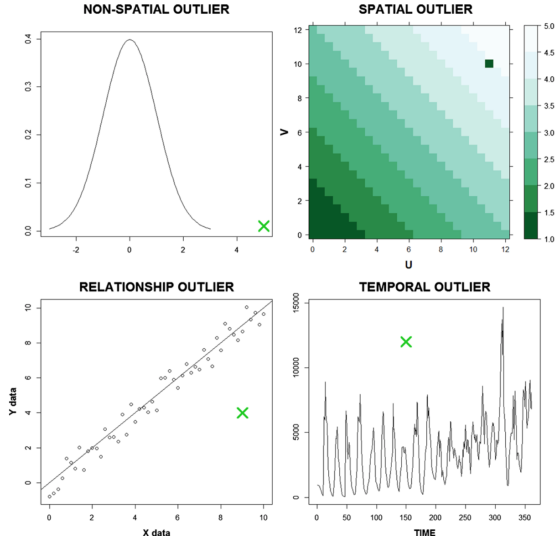 NON-SPATIAL OUTLIER
0.4
0.3
0.2
0.1
0.0
-2 0 2 4
SPATIAL OUTLIER
V
12
10
8
6
4
2
0
0 2 4 6 8 10 12
U
5.0
4.5
4.0
3.5
3.0
2.5
2.0
1.5
1.0
RELATIONSHIP OUTLIER
Y data
10
8
6
4
2
0
0 2 4 6 8 10
X data
TEMPORAL OUTLIER
15000
10000
5000
0
0 50 100 150 200 250 300 350
TIME